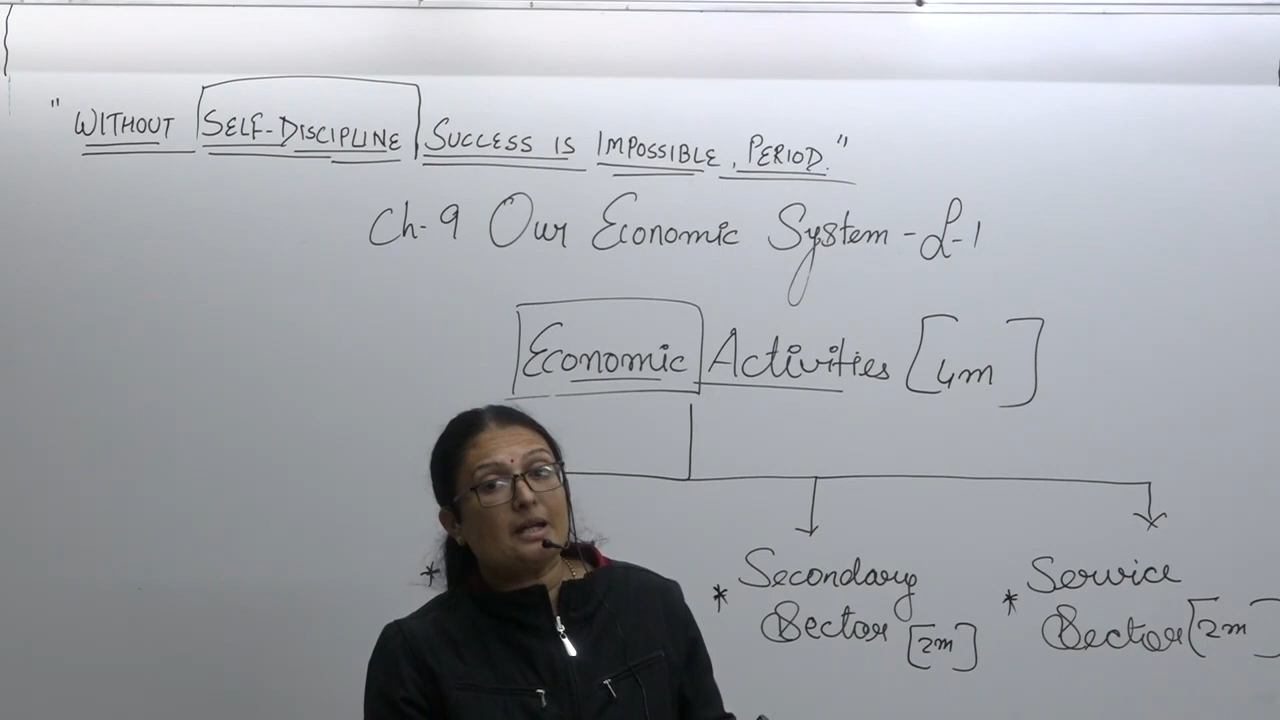 "WITHOUT SELF-DISCIPLINE SUCCESS IS IMPOSSIBLE, PERIOD."
Ch-9 Our Economic System - L-1
Economic Activities [4m]
* Secondary Sector [2m]
* Service Sector [2m]
*